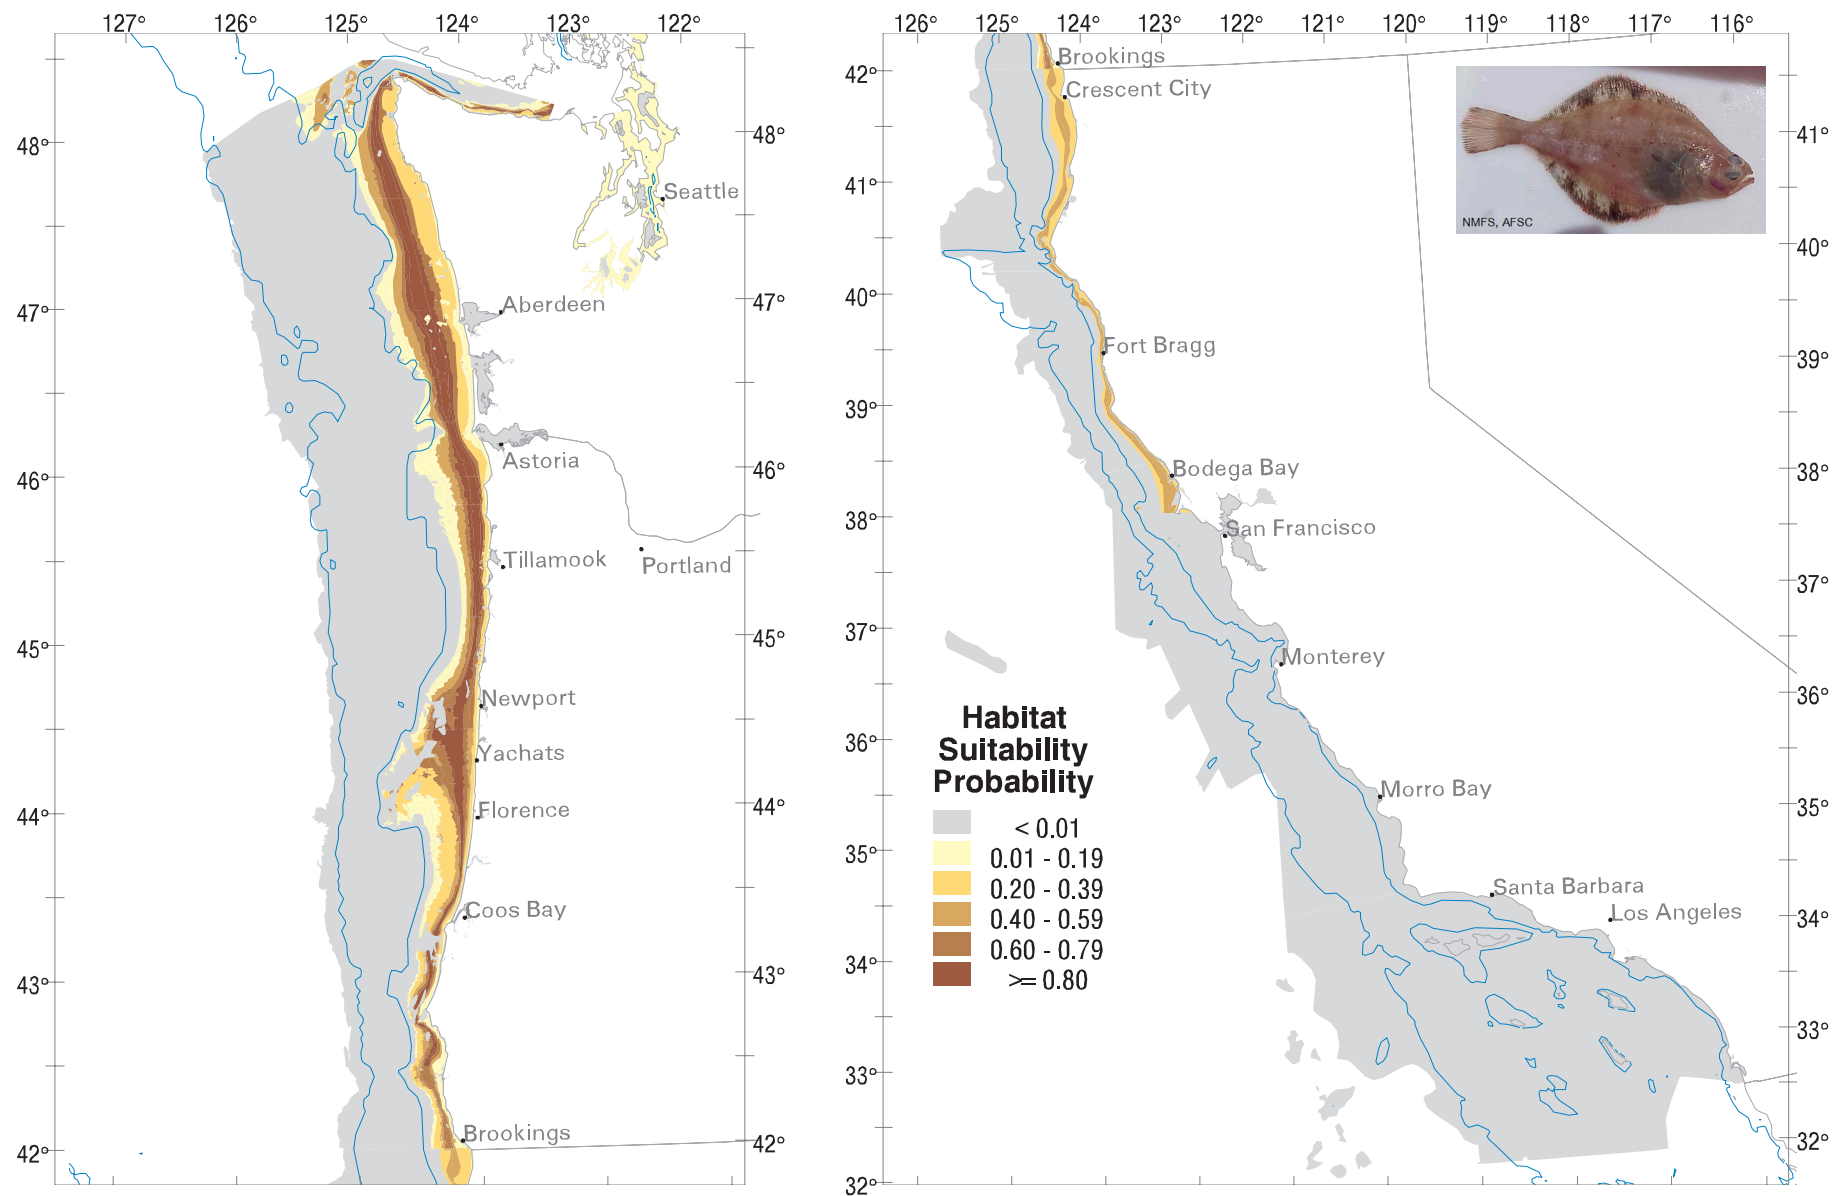 127°
126°
125°
124°
123°
122°
48°
47°
46°
45°
44°
43°
42°
48°
47°
46°
45°
44°
43°
42°
Seattle
Aberdeen
Astoria
Tillamook
Portland
Newport
Yachats
Florence
Coos Bay
Brookings
126°
125°
124°
123°
122°
121°
120°
119°
118°
117°
116°
42°
41°
40°
39°
38°
37°
36°
35°
34°
33°
32°
41°
40°
39°
38°
37°
36°
35°
34°
33°
32°
Brookings
Crescent City
Fort Bragg
Bodega Bay
San Francisco
Monterey
Morro Bay
Santa Barbara
Los Angeles
NMFS, AFSC
Habitat
Suitability
Probability
< 0.01
0.01 - 0.19
0.20 - 0.39
0.40 - 0.59
0.60 - 0.79
>= 0.80